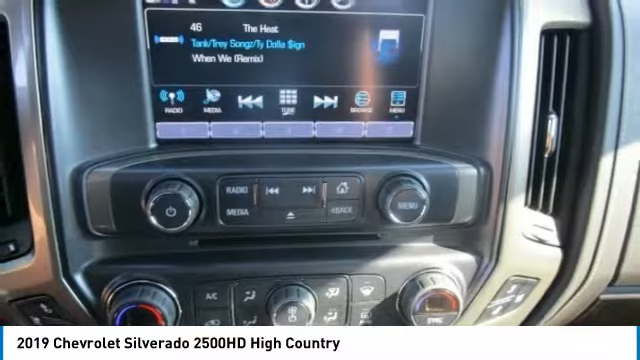 46 The Heat
Tank/Trey Songz/Ty Dolla $ign
When We (Remix)
RADIO MEDIA TUNE BROWSE MENU
RADIO
MEDIA BACK
MENU
A/C
2019 Chevrolet Silverado 2500HD High Country